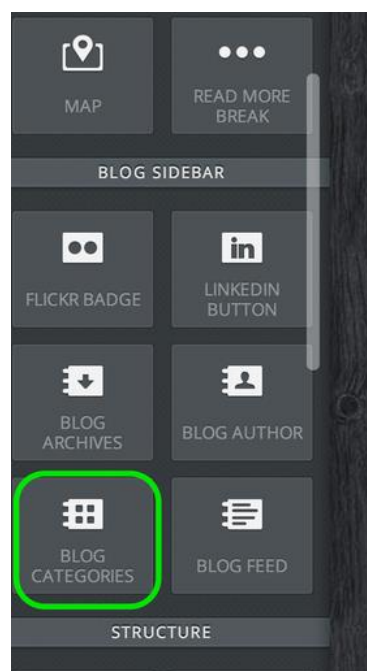 MAP
READ MORE
BREAK
BLOG SIDEBAR
FLICKR BADGE
in
LINKEDIN
BUTTON
BLOG
ARCHIVES
BLOG AUTHOR
BLOG
CATEGORIES
BLOG FEED
STRUCTURE